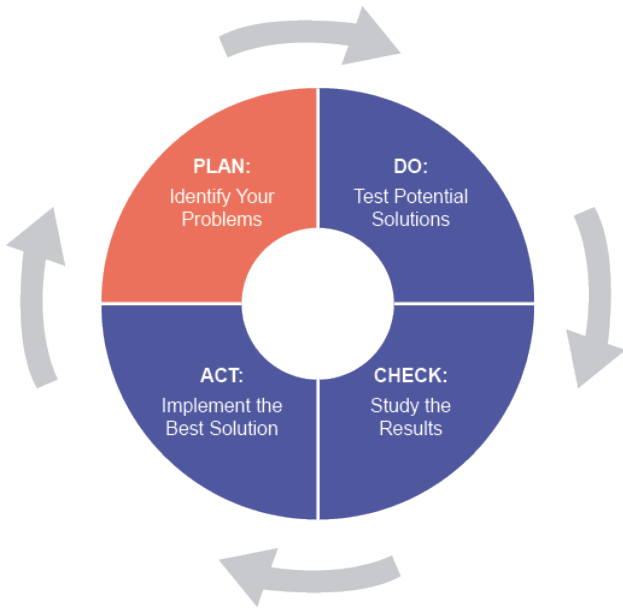 PLAN:
Identify Your
Problems
DO:
Test Potential
Solutions
ACT:
Implement the
Best Solution
CHECK:
Study the
Results